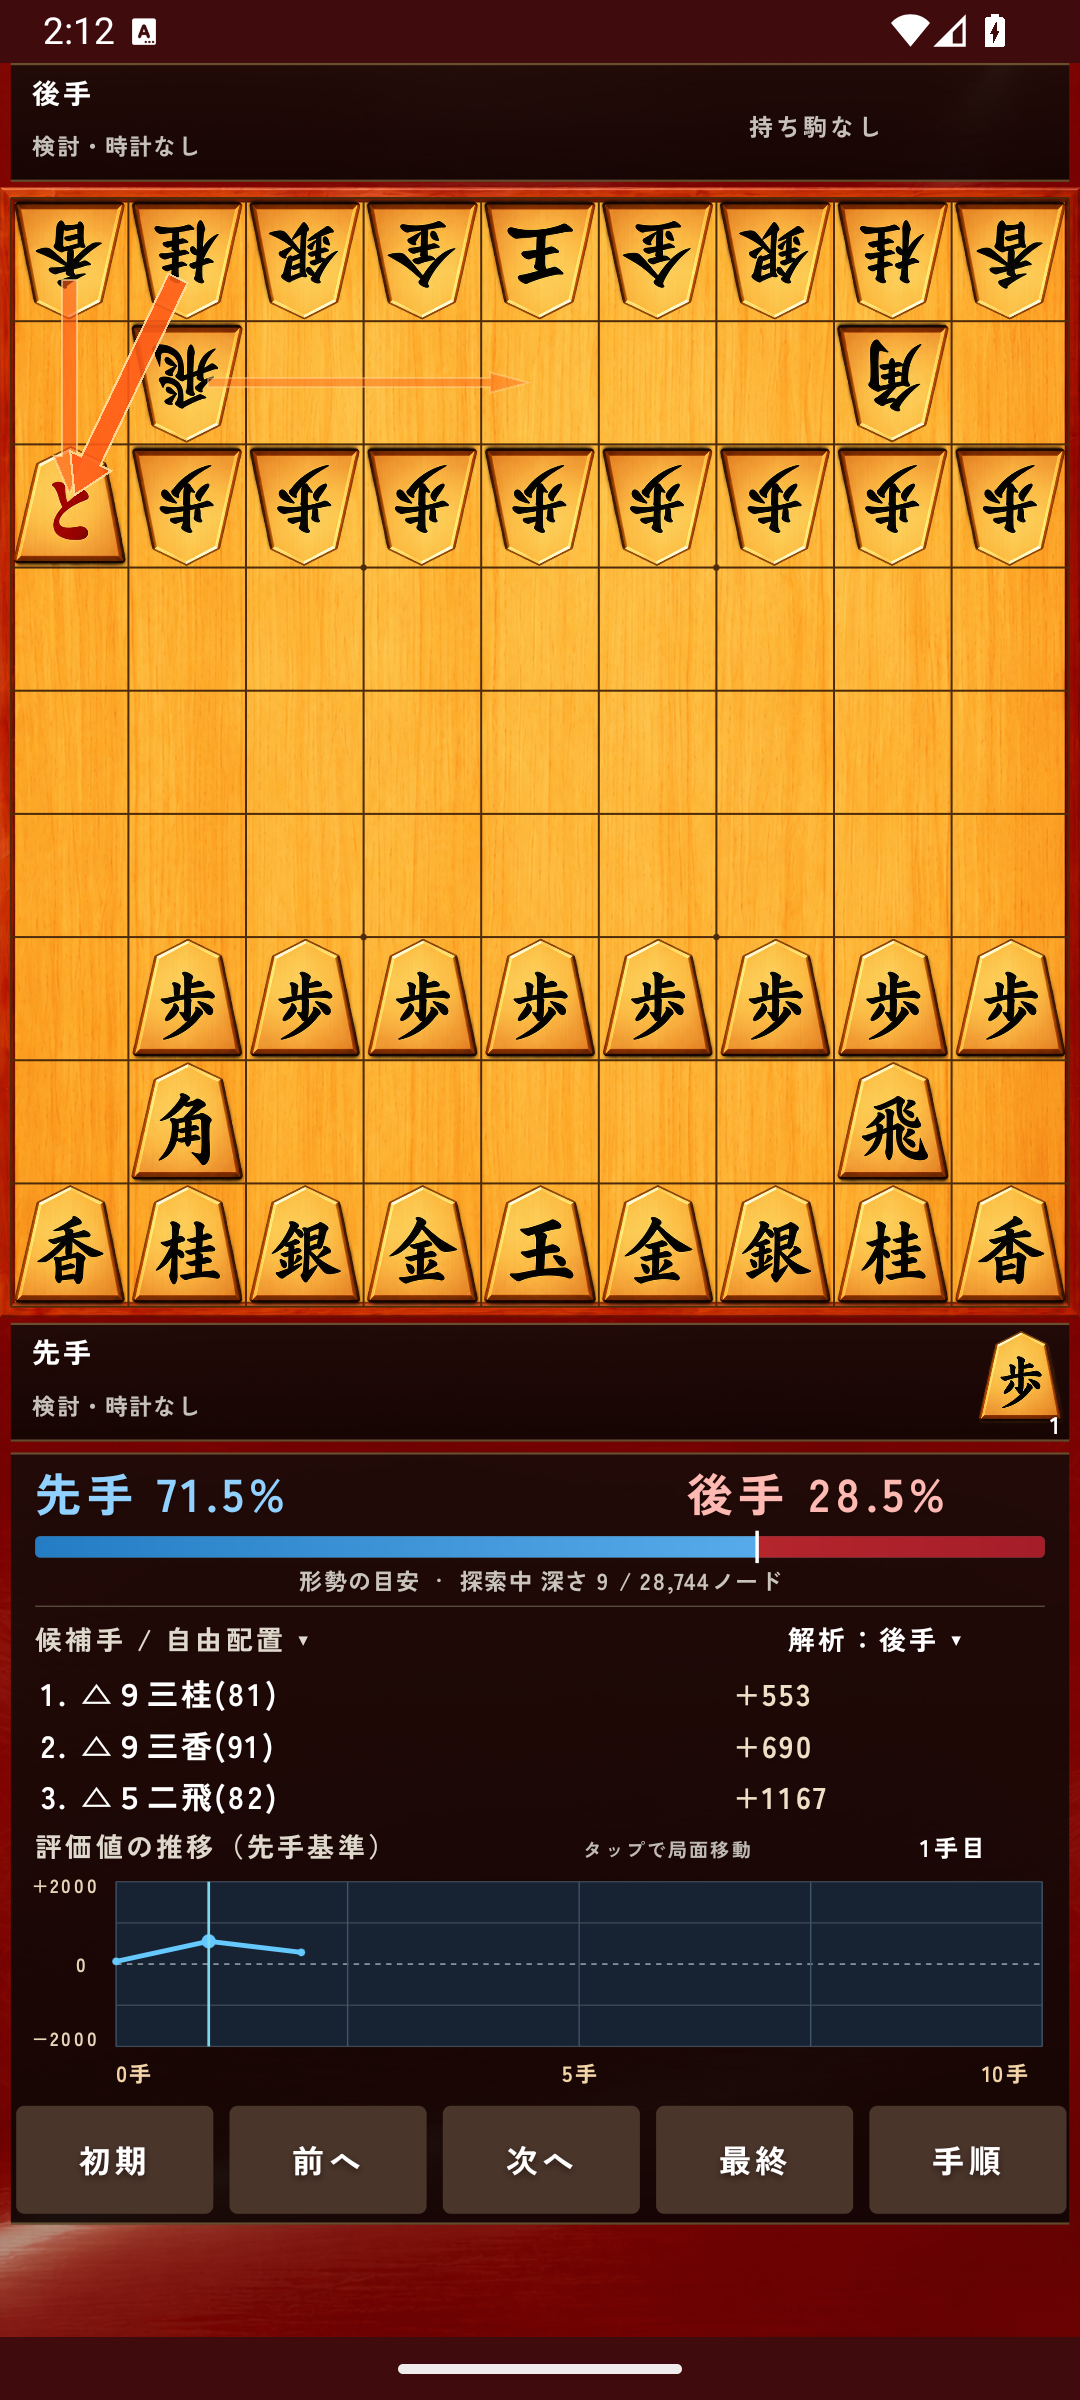 2:12 A
後手
検討・時計なし
持ち駒なし
香 桂 銀 金 王 金 銀 桂 香
飛 角
と 歩 歩 歩 歩 歩 歩 歩 歩
歩 歩 歩 歩 歩 歩 歩 歩
角 飛
香 桂 銀 金 玉 金 銀 桂 香
先手
検討・時計なし
歩 1
先手 71.5% 後手 28.5%
形勢の目安 · 探索中 深さ 9 / 28,744ノード
候補手 / 自由配置 ▾ 解析：後手 ▾
1. △９三桂(81) +553
2. △９三香(91) +690
3. △５二飛(82) +1167
評価値の推移（先手基準） タップで局面移動 1手目
+2000
0
−2000
0手 5手 10手
初期 前へ 次へ 最終 手順